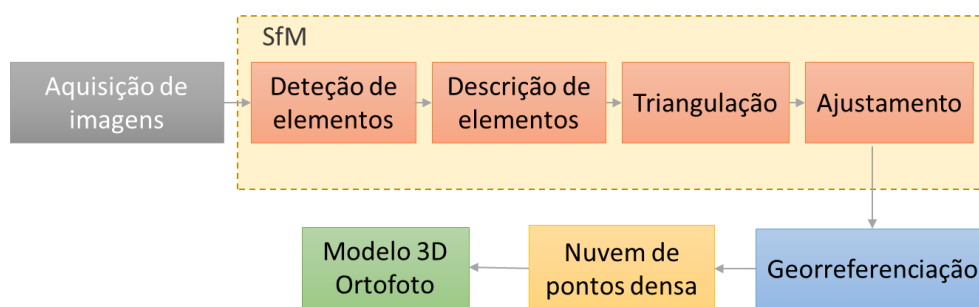 SfM
Aquisição de
imagens
Deteção de
elementos
Descrição de
elementos
Triangulação
Ajustamento
Georreferenciação
Nuvem de
pontos densa
Modelo 3D
Ortofoto